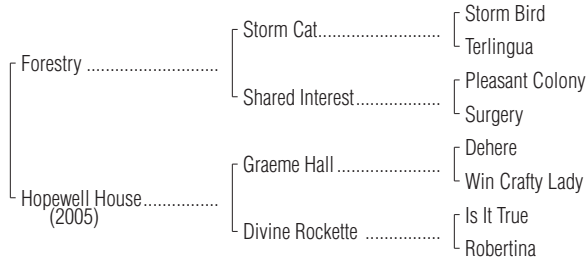 Storm Bird
Storm Cat..............................
Terlingua
Forestry ................................
Pleasant Colony
Shared Interest.....................
Surgery
Dehere
Graeme Hall .........................
Win Crafty Lady
Hopewell House..................
(2005)
Is It True
Divine Rockette ...................
Robertina